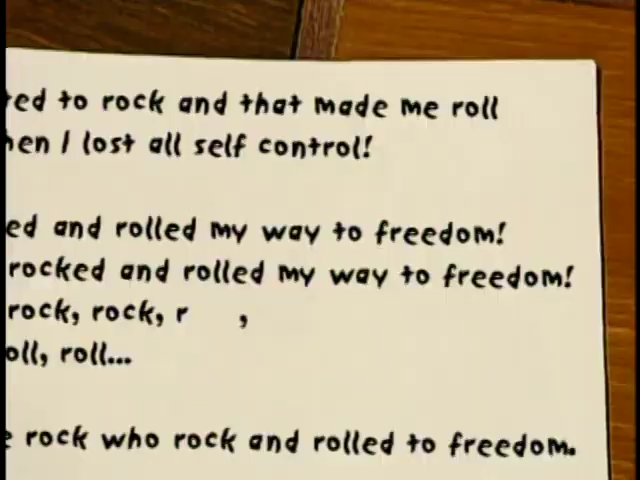 ted to rock and that made me roll
hen I lost all self control!
ed and rolled my way to freedom!
rocked and rolled my way to freedom!
rock, rock, r ,
oll, roll...
e rock who rock and rolled to freedom.